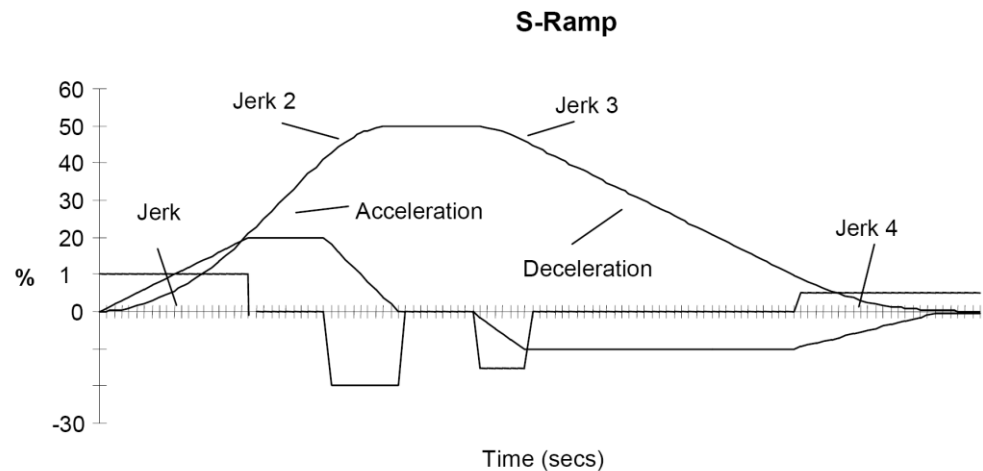 S-Ramp
60
50
40
30
20
1
0
-30
%
Jerk 2
Jerk 3
Jerk
Acceleration
Deceleration
Jerk 4
Time (secs)